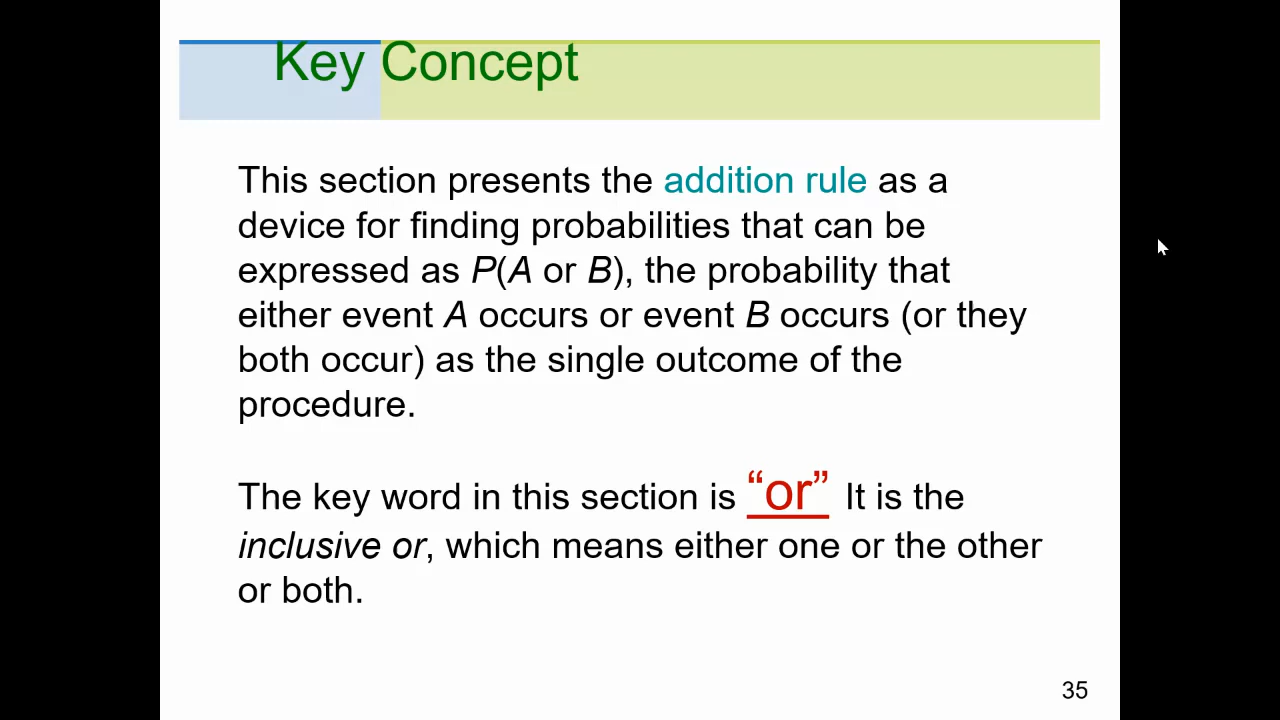 Key Concept
This section presents the addition rule as a
device for finding probabilities that can be
expressed as P(A or B), the probability that
either event A occurs or event B occurs (or they
both occur) as the single outcome of the
procedure.
The key word in this section is “or” It is the
inclusive or, which means either one or the other
or both.
35